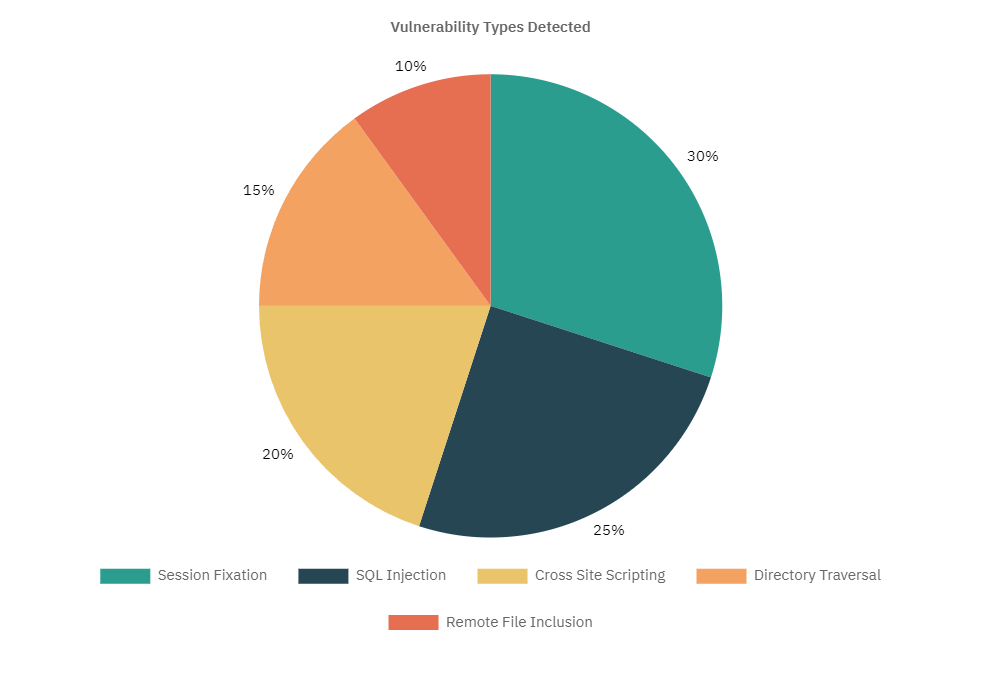 Vulnerability Types Detected
10%
30%
15%
20%
25%
Session Fixation SQL Injection Cross Site Scripting Directory Traversal
Remote File Inclusion